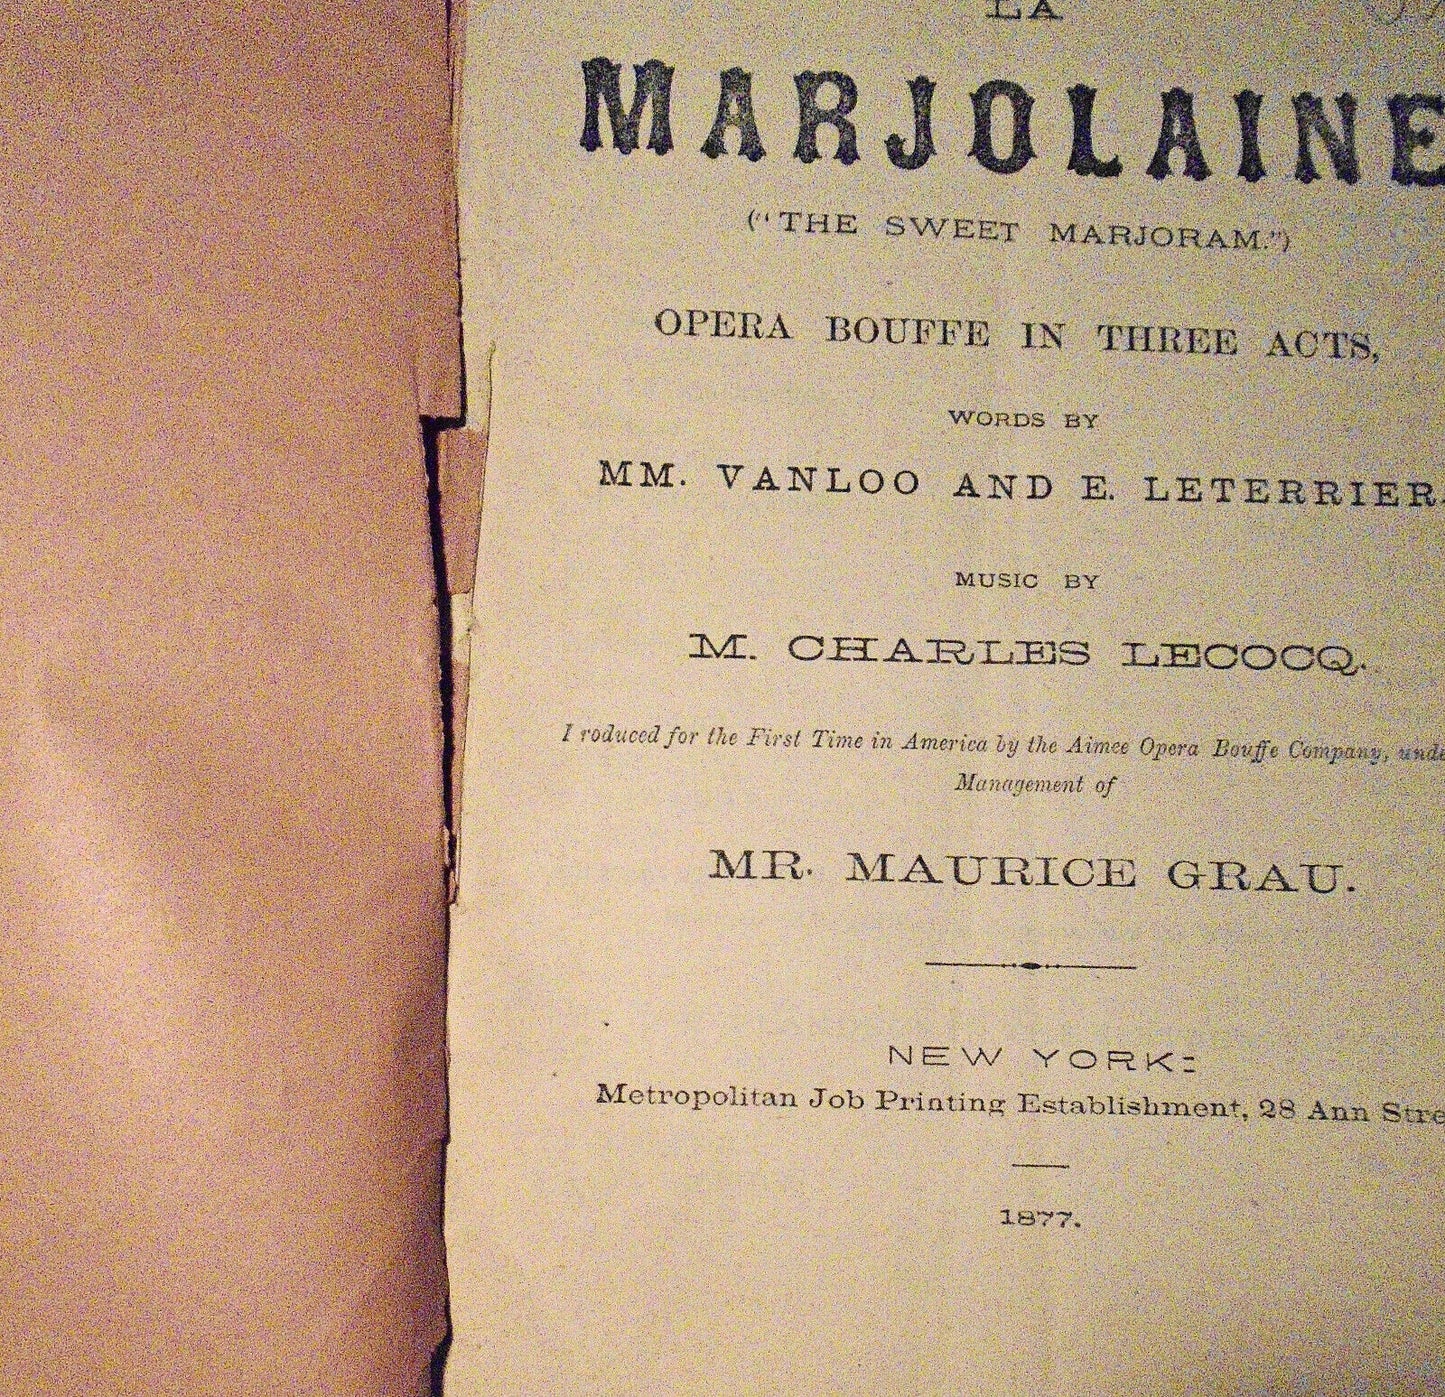 LA
MARJOLAINE
("THE SWEET MARJORAM.")
OPERA BOUFFE IN THREE ACTS,
WORDS BY
MM. VANLOO AND E. LETERRIER
MUSIC BY
M. CHARLES LECOCQ.
I roduced for the First Time in America by the Aimee Opera Bouffe Company, unde
Management of
MR. MAURICE GRAU.
NEW YORK:
Metropolitan Job Printing Establishment, 28 Ann Stre
1877.